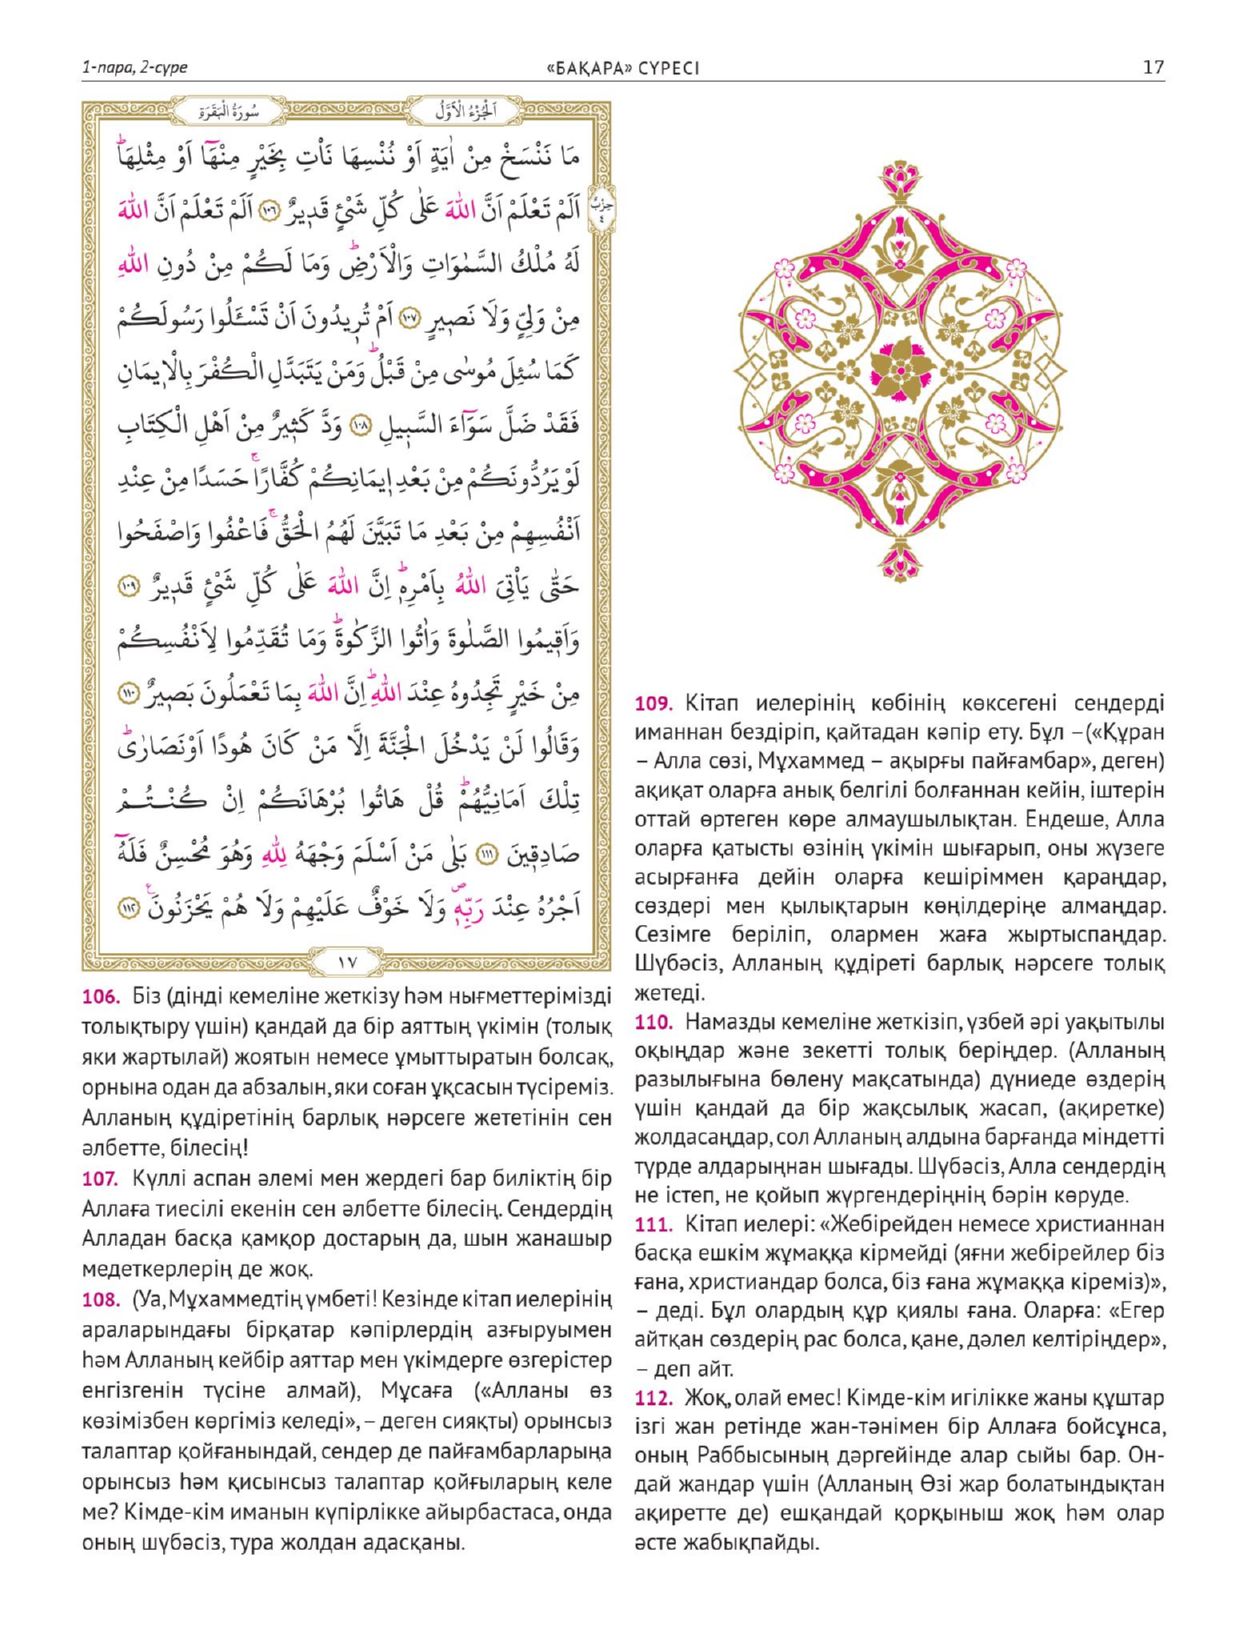 1-пара, 2-сүре
«БАҚАРА» СҮРЕСІ
17
اَلْجُزْءُ الْاَوَّلُ
سُورَةُ الْبَقَرَةِ
مَا نَنْسَخْ مِنْ اٰيَةٍ اَوْ نُنْسِهَا نَأْتِ بِخَيْرٍ مِنْهَٓا اَوْ مِثْلِهَاۜ
اَلَمْ تَعْلَمْ اَنَّ اللّٰهَ عَلٰى كُلِّ شَيْءٍ قَد۪يرٌ ﴿١٠٦﴾ اَلَمْ تَعْلَمْ اَنَّ اللّٰهَ
لَهُ مُلْكُ السَّمٰوَاتِ وَالْاَرْضِۜ وَمَا لَكُمْ مِنْ دُونِ اللّٰهِ
مِنْ وَلِيٍّ وَلَا نَص۪يرٍ ﴿١٠٧﴾ اَمْ تُر۪يدُونَ اَنْ تَسْـَٔلُوا رَسُولَكُمْ
كَمَا سُئِلَ مُوسٰى مِنْ قَبْلُۜ وَمَنْ يَتَبَدَّلِ الْكُفْرَ بِالْا۪يمَانِ
فَقَدْ ضَلَّ سَوَٓاءَ السَّب۪يلِ ﴿١٠٨﴾ وَدَّ كَث۪يرٌ مِنْ اَهْلِ الْكِتَابِ
لَوْ يَرُدُّونَكُمْ مِنْ بَعْدِ ا۪يمَانِكُمْ كُفَّارًاۚ حَسَدًا مِنْ عِنْدِ
اَنْفُسِهِمْ مِنْ بَعْدِ مَا تَبَيَّنَ لَهُمُ الْحَقُّۚ فَاعْفُوا وَاصْفَحُوا
حَتّٰى يَأْتِيَ اللّٰهُ بِاَمْرِه۪ۜ اِنَّ اللّٰهَ عَلٰى كُلِّ شَيْءٍ قَد۪يرٌ ﴿١٠٩﴾
وَاَق۪يمُوا الصَّلٰوةَ وَاٰتُوا الزَّكٰوةَۜ وَمَا تُقَدِّمُوا لِاَنْفُسِكُمْ
مِنْ خَيْرٍ تَجِدُوهُ عِنْدَ اللّٰهِۜ اِنَّ اللّٰهَ بِمَا تَعْمَلُونَ بَص۪يرٌ ﴿١١٠﴾
وَقَالُوا لَنْ يَدْخُلَ الْجَنَّةَ اِلَّا مَنْ كَانَ هُودًا اَوْ نَصَارٰىۜ
تِلْكَ اَمَانِيُّهُمْۜ قُلْ هَاتُوا بُرْهَانَكُمْ اِنْ كُنْتُمْ
صَادِق۪ينَ ﴿١١١﴾ بَلٰى مَنْ اَسْلَمَ وَجْهَهُ لِلّٰهِ وَهُوَ مُحْسِنٌ فَلَهُٓ
اَجْرُهُ عِنْدَ رَبِّه۪ۖ وَلَا خَوْفٌ عَلَيْهِمْ وَلَا هُمْ يَحْزَنُونَ۟ ﴿١١٢﴾
حِزْبُ
٤
١٧
106. Біз (дінді кемеліне жеткізу һәм нығметтерімізді
толықтыру үшін) қандай да бір аяттың үкімін (толық
яки жартылай) жоятын немесе ұмыттыратын болсақ,
орнына одан да абзалын, яки соған ұқсасын түсіреміз.
Алланың құдіретінің барлық нәрсеге жететінін сен
әлбетте, білесің!
107. Күллі аспан әлемі мен жердегі бар биліктің бір
Аллаға тиесілі екенін сен әлбетте білесің. Сендердің
Алладан басқа қамқор достарың да, шын жанашыр
медеткерлерің де жоқ.
108. (Уа, Мұхаммедтің үмбеті! Кезінде кітап иелерінің
араларындағы бірқатар кәпірлердің азғыруымен
һәм Алланың кейбір аяттар мен үкімдерге өзгерістер
енгізгенін түсіне алмай), Мұсаға («Алланы өз
көзімізбен көргіміз келеді», – деген сияқты) орынсыз
талаптар қойғанындай, сендер де пайғамбарларыңа
орынсыз һәм қисынсыз талаптар қойғыларың келе
ме? Кімде-кім иманын күпірлікке айырбастаса, онда
оның шүбәсіз, тура жолдан адасқаны.
109. Кітап иелерінің көбінің көксегені сендерді
иманнан бездіріп, қайтадан кәпір ету. Бұл – («Құран
– Алла сөзі, Мұхаммед – ақырғы пайғамбар», деген)
ақиқат оларға анық белгілі болғаннан кейін, іштерін
оттай өртеген көре алмаушылықтан. Ендеше, Алла
оларға қатысты өзінің үкімін шығарып, оны жүзеге
асырғанға дейін оларға кешіріммен қараңдар,
сөздері мен қылықтарын көңілдеріңе алмаңдар.
Сезімге беріліп, олармен жаға жыртыспаңдар.
Шүбәсіз, Алланың құдіреті барлық нәрсеге толық
жетеді.
110. Намазды кемеліне жеткізіп, үзбей әрі уақытылы
оқыңдар және зекетті толық беріңдер. (Алланың
разылығына бөлену мақсатында) дүниеде өздерің
үшін қандай да бір жақсылық жасап, (ақиретке)
жолдасаңдар, сол Алланың алдына барғанда міндетті
түрде алдарыңнан шығады. Шүбәсіз, Алла сендердің
не істеп, не қойып жүргендеріңнің бәрін көруде.
111. Кітап иелері: «Жебірейден немесе христианнан
басқа ешкім жұмаққа кірмейді (яғни жебірейлер біз
ғана, христиандар болса, біз ғана жұмаққа кіреміз)»,
– деді. Бұл олардың құр қиялы ғана. Оларға: «Егер
айтқан сөздерің рас болса, қане, дәлел келтіріңдер»,
– деп айт.
112. Жоқ, олай емес! Кімде-кім игілікке жаны құштар
ізгі жан ретінде жан-тәнімен бір Аллаға бойсұнса,
оның Раббысының дәргейінде алар сыйы бар. Он-
дай жандар үшін (Алланың Өзі жар болатындықтан
ақиретте де) ешқандай қорқыныш жоқ һәм олар
әсте жабықпайды.